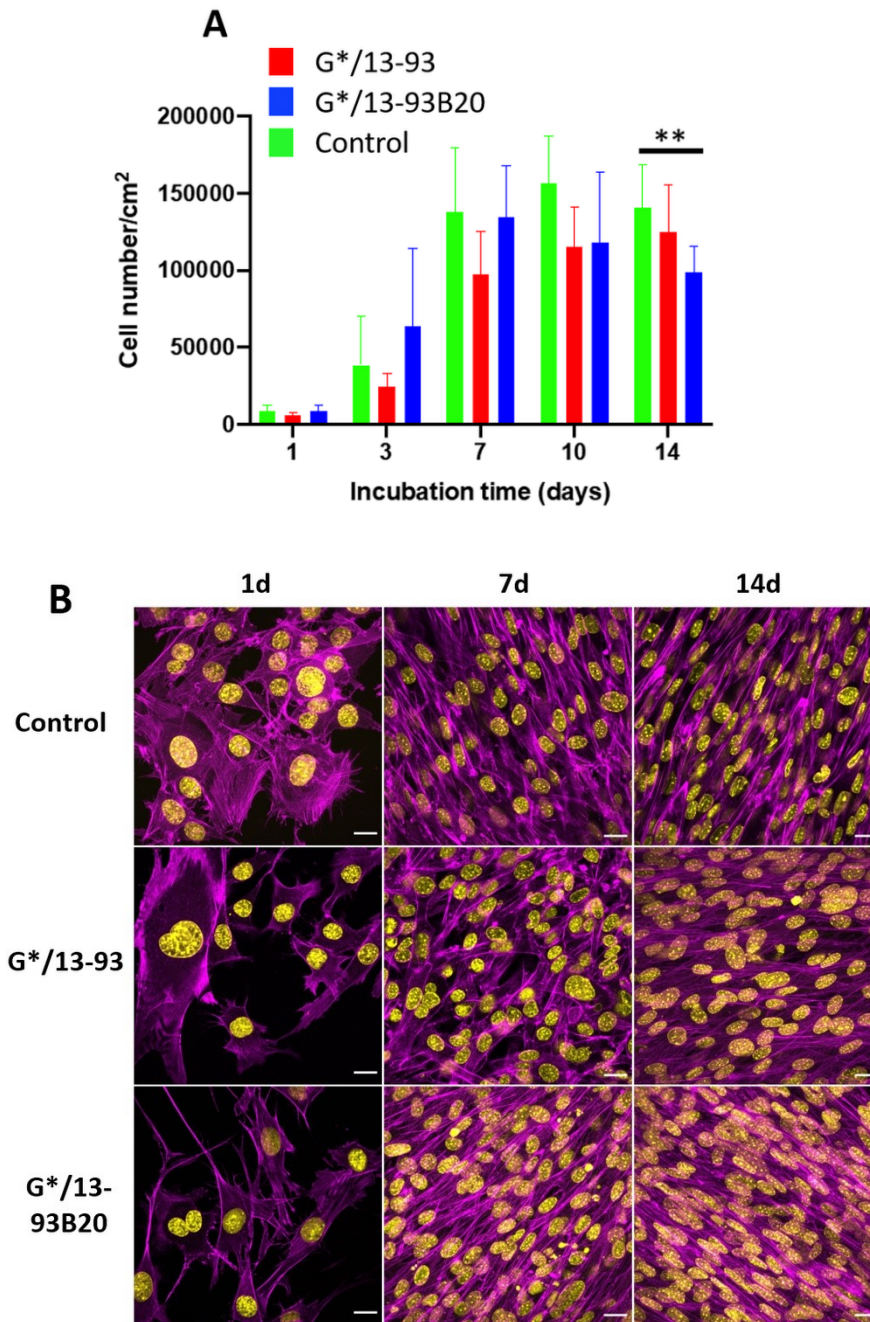 A
G*/13-93
G*/13-93B20
Control
200000
150000
100000
50000
0
**
Cell number/cm²
1 3 7 10 14
Incubation time (days)
B
1d 7d 14d
Control
G*/13-93
G*/13-
93B20